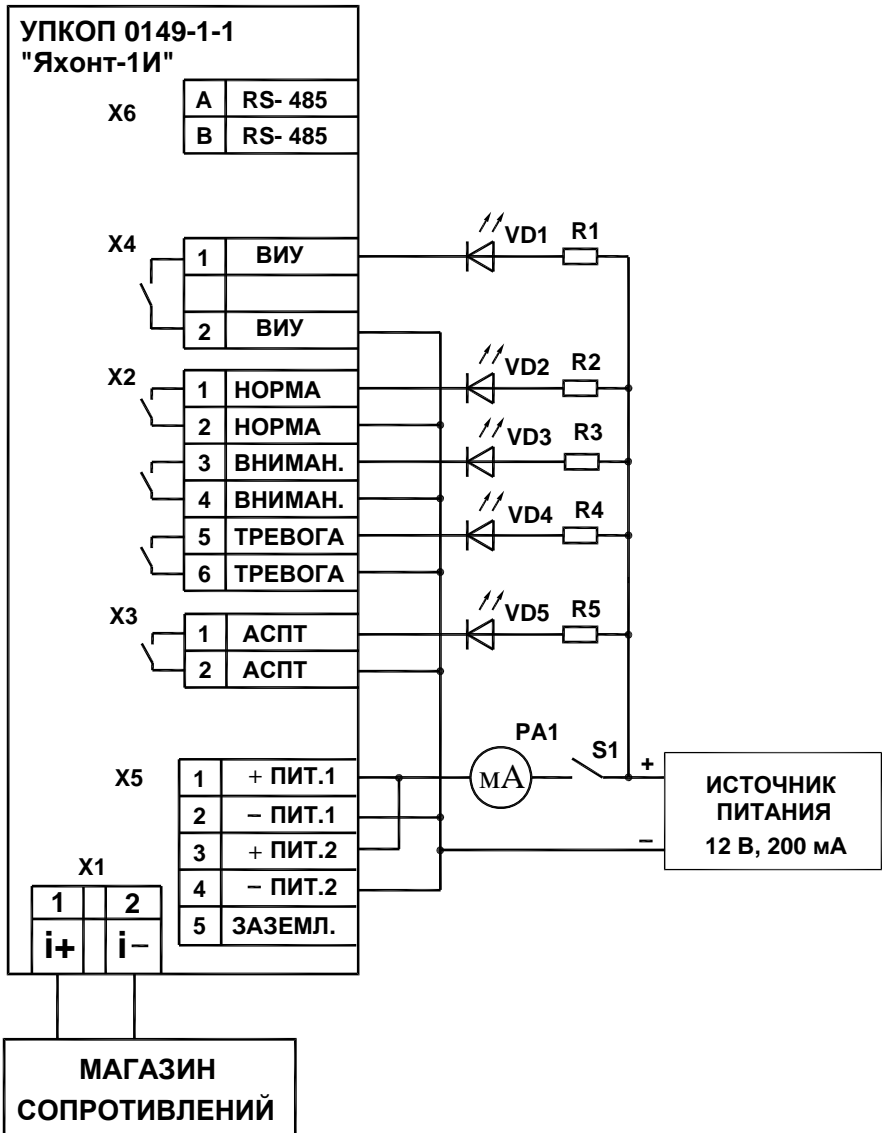 УПКОП 0149-1-1
"Яхонт-1И"
X6
A RS- 485
B RS- 485
X4
1 ВИУ
2 ВИУ
VD1 R1
X2
1 НОРМА
2 НОРМА
3 ВНИМАН.
4 ВНИМАН.
5 ТРЕВОГА
6 ТРЕВОГА
VD2 R2
VD3 R3
VD4 R4
X3
1 АСПТ
2 АСПТ
VD5 R5
X5
1 + ПИТ.1
2 – ПИТ.1
3 + ПИТ.2
4 – ПИТ.2
5 ЗАЗЕМЛ.
PA1
мА
S1
+
–
ИСТОЧНИК
ПИТАНИЯ
12 В, 200 мА
X1
1 2
i+ i–
МАГАЗИН
СОПРОТИВЛЕНИЙ